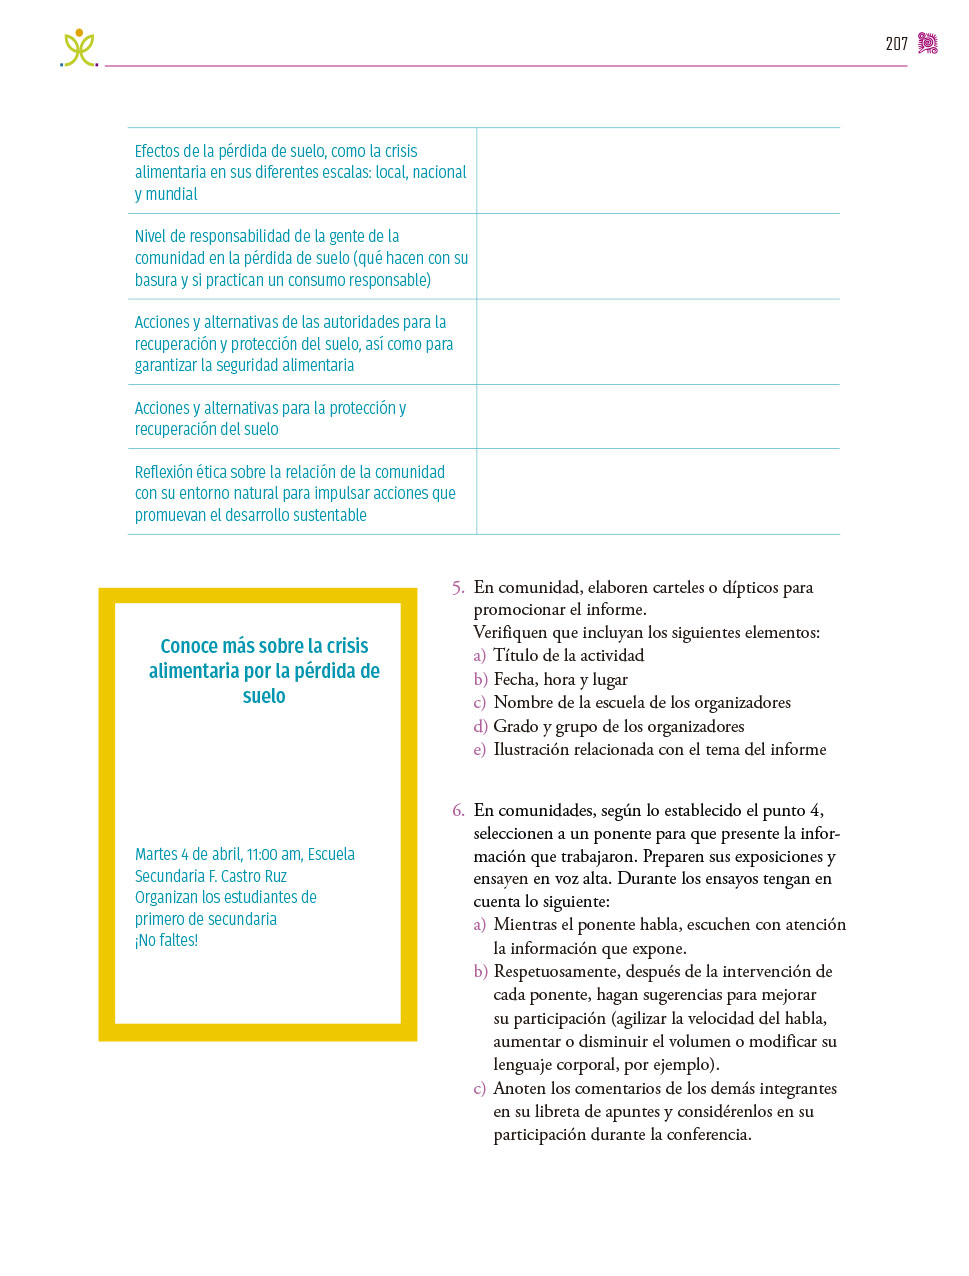 207
Efectos de la pérdida de suelo, como la crisis
alimentaria en sus diferentes escalas: local, nacional
y mundial
Nivel de responsabilidad de la gente de la
comunidad en la pérdida de suelo (qué hacen con su
basura y si practican un consumo responsable)
Acciones y alternativas de las autoridades para la
recuperación y protección del suelo, así como para
garantizar la seguridad alimentaria
Acciones y alternativas para la protección y
recuperación del suelo
Reflexión ética sobre la relación de la comunidad
con su entorno natural para impulsar acciones que
promuevan el desarrollo sustentable
Conoce más sobre la crisis
alimentaria por la pérdida de
suelo
Martes 4 de abril, 11:00 am, Escuela
Secundaria F. Castro Ruz
Organizan los estudiantes de
primero de secundaria
¡No faltes!
5. En comunidad, elaboren carteles o dípticos para
promocionar el informe.
Verifiquen que incluyan los siguientes elementos:
a) Título de la actividad
b) Fecha, hora y lugar
c) Nombre de la escuela de los organizadores
d) Grado y grupo de los organizadores
e) Ilustración relacionada con el tema del informe
6. En comunidades, según lo establecido el punto 4,
seleccionen a un ponente para que presente la infor-
mación que trabajaron. Preparen sus exposiciones y
ensayen en voz alta. Durante los ensayos tengan en
cuenta lo siguiente:
a) Mientras el ponente habla, escuchen con atención
la información que expone.
b) Respetuosamente, después de la intervención de
cada ponente, hagan sugerencias para mejorar
su participación (agilizar la velocidad del habla,
aumentar o disminuir el volumen o modificar su
lenguaje corporal, por ejemplo).
c) Anoten los comentarios de los demás integrantes
en su libreta de apuntes y considérenlos en su
participación durante la conferencia.